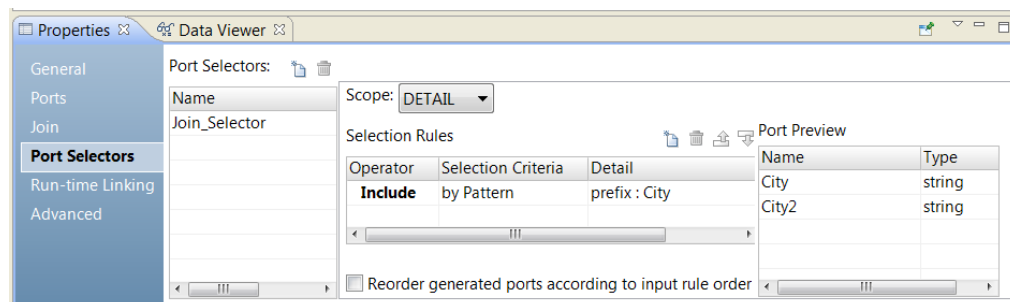 Properties Data Viewer
General
Ports
Join
Port Selectors
Run-time Linking
Advanced
Port Selectors:
Name
Join_Selector
Scope: DETAIL
Selection Rules
Operator Selection Criteria Detail
Include by Pattern prefix : City
Reorder generated ports according to input rule order
Port Preview
Name Type
City string
City2 string